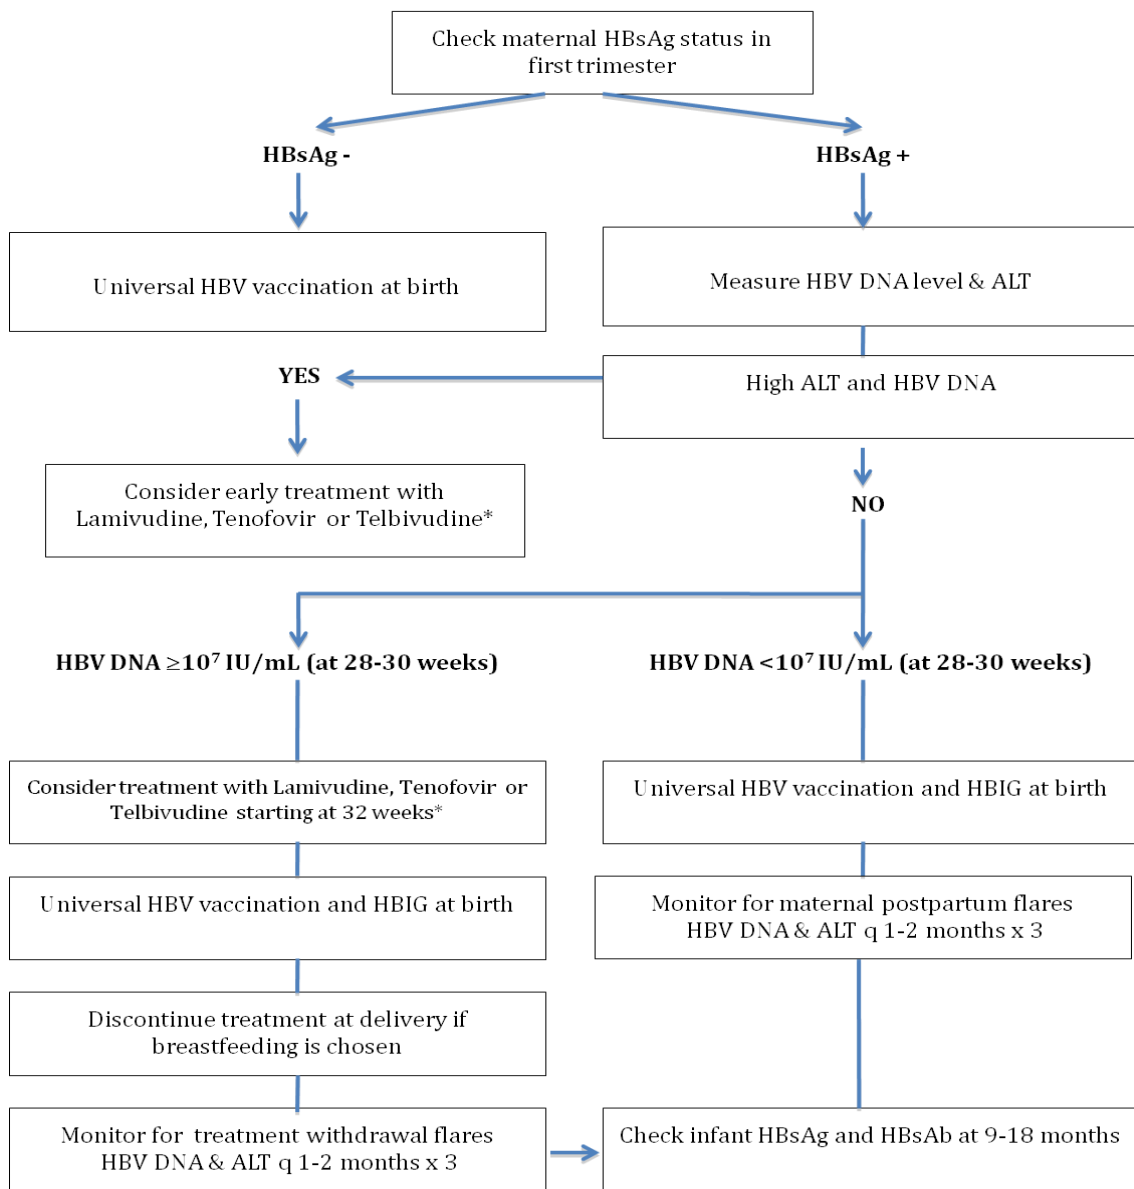 Check maternal HBsAg status in
first trimester
HBsAg -
HBsAg +
Universal HBV vaccination at birth
Measure HBV DNA level & ALT
YES
High ALT and HBV DNA
Consider early treatment with
Lamivudine, Tenofovir or Telbivudine*
NO
HBV DNA ≥10⁷ IU/mL (at 28-30 weeks)
HBV DNA <10⁷ IU/mL (at 28-30 weeks)
Consider treatment with Lamivudine, Tenofovir or
Telbivudine starting at 32 weeks*
Universal HBV vaccination and HBIG at birth
Universal HBV vaccination and HBIG at birth
Monitor for maternal postpartum flares
HBV DNA & ALT q 1-2 months x 3
Discontinue treatment at delivery if
breastfeeding is chosen
Monitor for treatment withdrawal flares
HBV DNA & ALT q 1-2 months x 3
Check infant HBsAg and HBsAb at 9-18 months